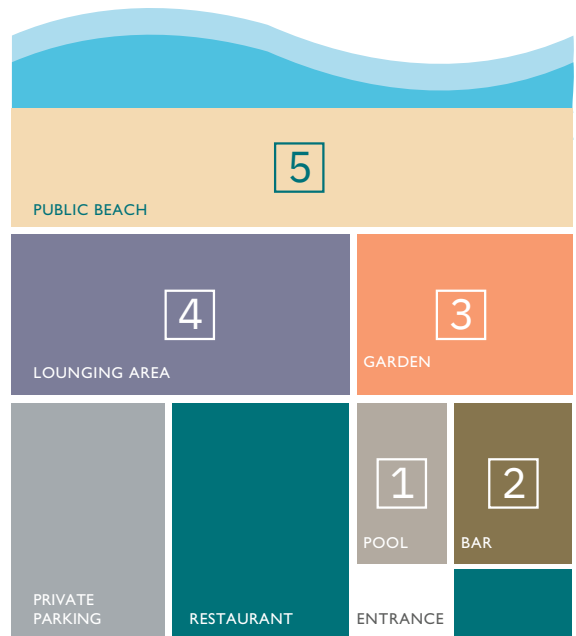 5
PUBLIC BEACH
4
LOUNGING AREA
3
GARDEN
1
POOL
2
BAR
PRIVATE
PARKING
RESTAURANT
ENTRANCE